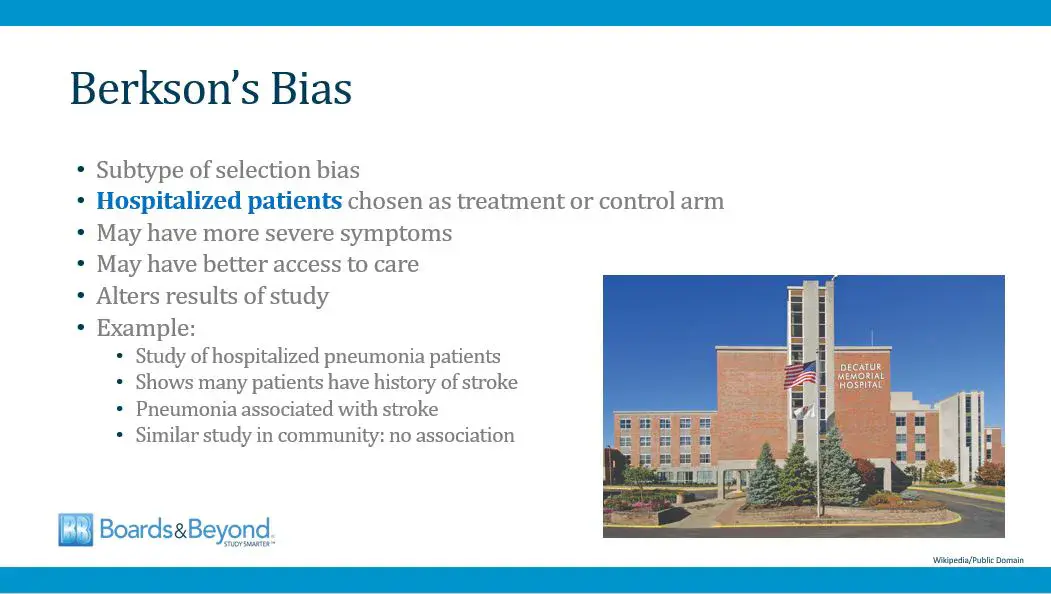 Berkson’s Bias
• Subtype of selection bias
• Hospitalized patients chosen as treatment or control arm
• May have more severe symptoms
• May have better access to care
• Alters results of study
• Example:
• Study of hospitalized pneumonia patients
• Shows many patients have history of stroke
• Pneumonia associated with stroke
• Similar study in community: no association
DECATUR
MEMORIAL
HOSPITAL
BB Boards&Beyond.
STUDY SMARTER™
Wikipedia/Public Domain